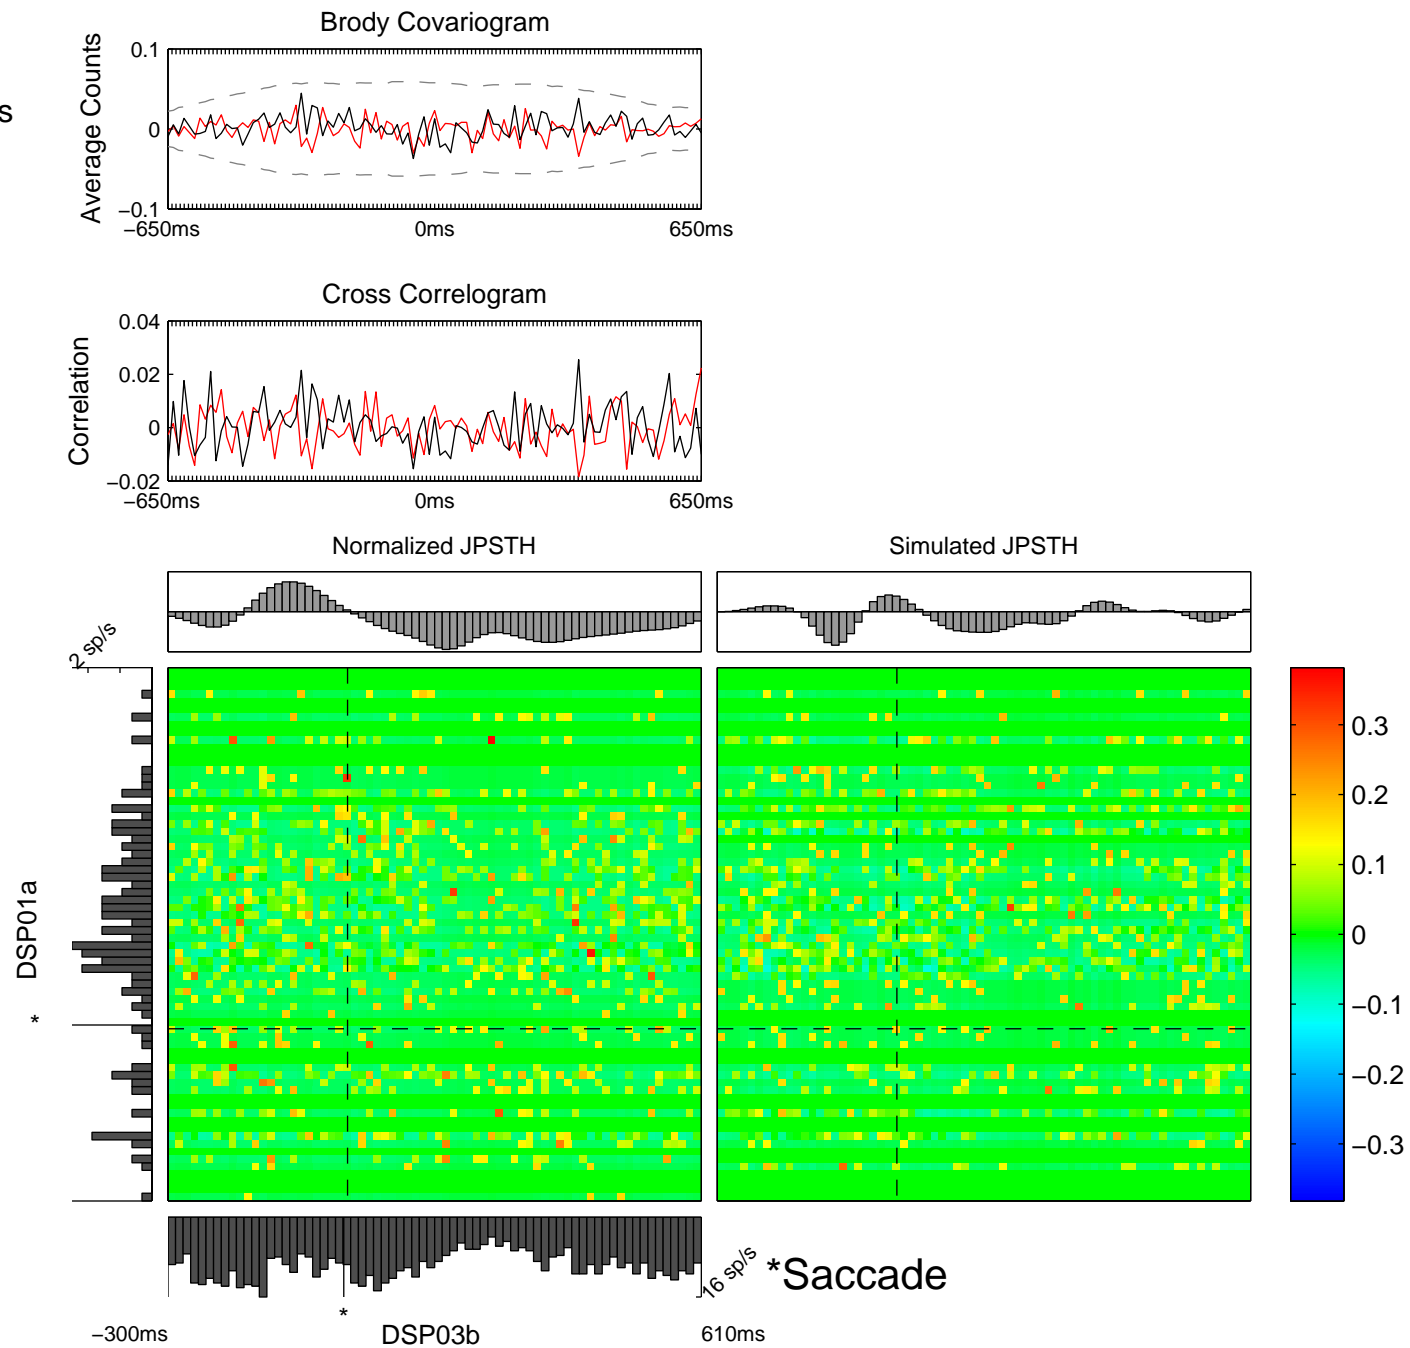 Brody Covariogram
s
Average Counts
0.1
0
−0.1
−650ms
0ms
650ms
Cross Correlogram
Correlation
0.04
0.02
0
−0.02
−650ms
0ms
650ms
Normalized JPSTH
Simulated JPSTH
2 sp/s
DSP01a
*
0.3
0.2
0.1
0
−0.1
−0.2
−0.3
16 sp/s
*Saccade
*
−300ms
DSP03b
610ms